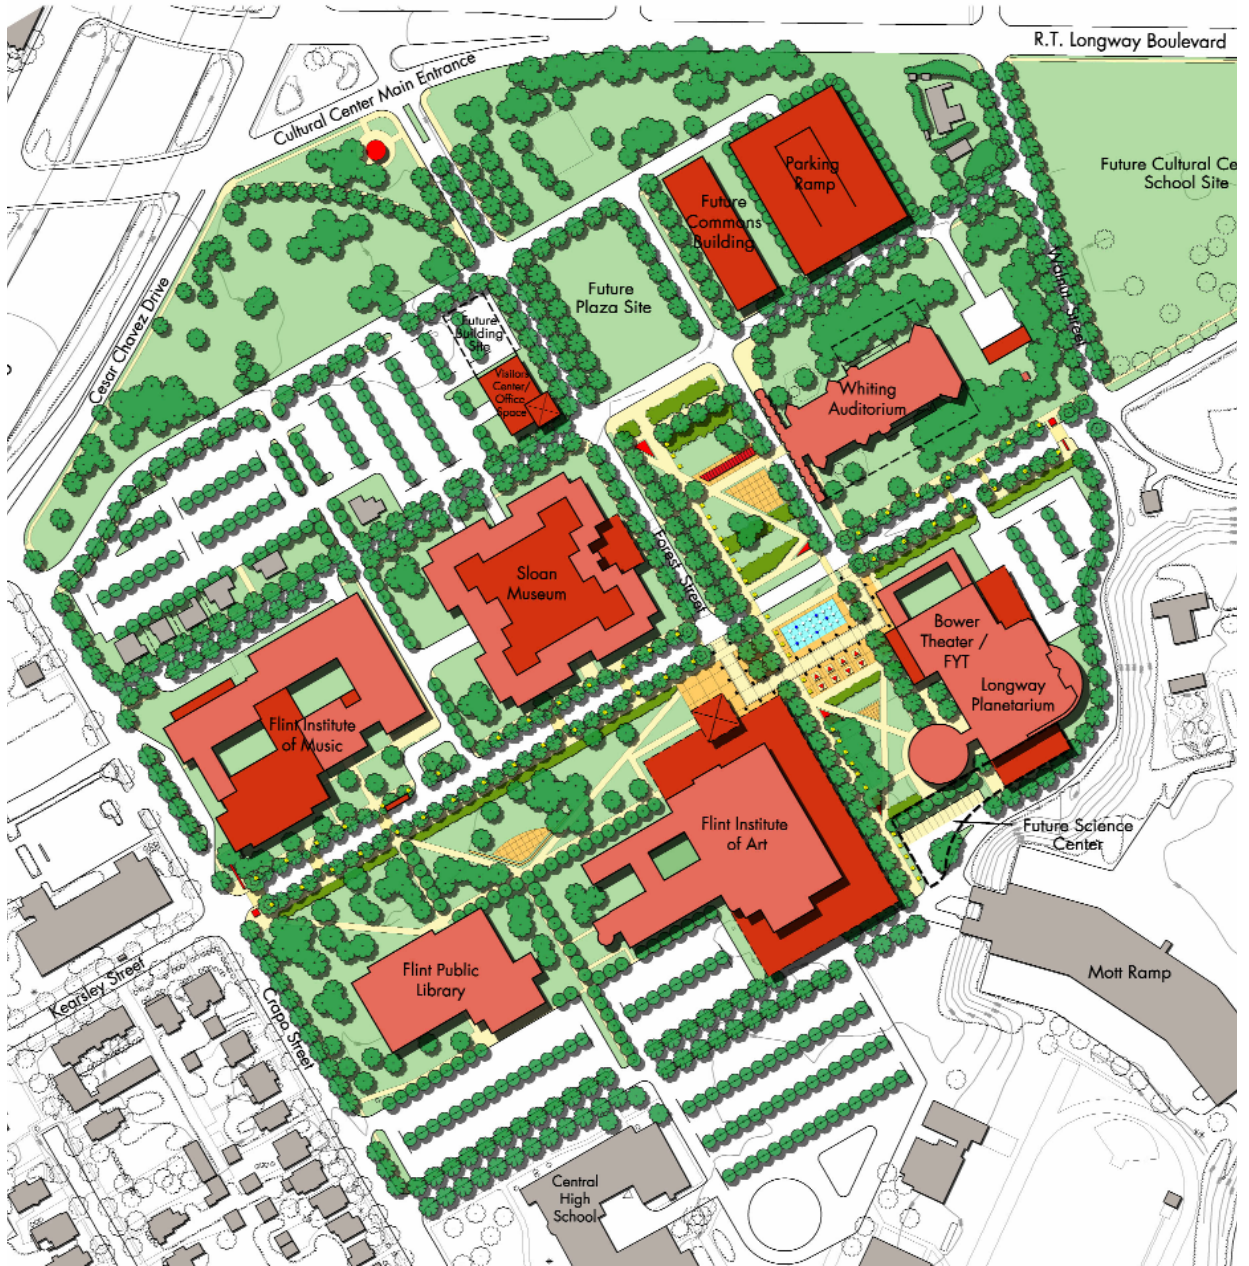 R.T. Longway Boulevard
Cultural Center Main Entrance
Parking
Ramp
Future Cultural Ce
School Site
Future
Commons
Building
Walnut Street
Future
Plaza Site
Cesar Chavez Drive
Future
Building
Site
Visitors
Center/
Office
Space
Whiting
Auditorium
Forest Street
Sloan
Museum
Bower
Theater /
FYT
Longway
Planetarium
Flint Institute
of Music
Flint Institute
of Art
Future Science
Center
Flint Public
Library
Mott Ramp
Kearsley Street
Crapo Street
Central
High
School